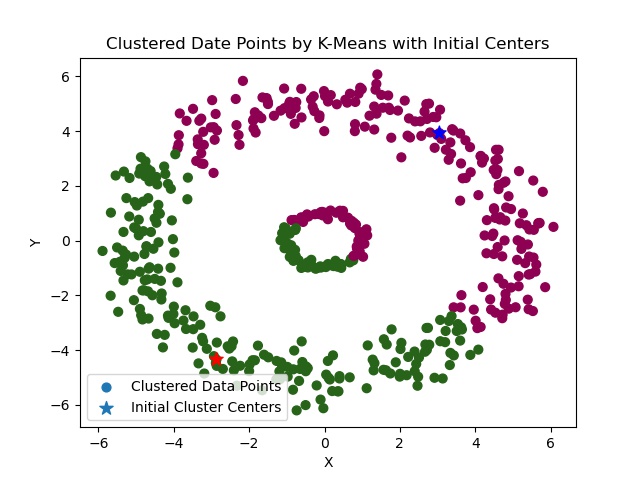 Clustered Date Points by K-Means with Initial Centers
6
4
2
0
−2
−4
−6
Y
Clustered Data Points
Initial Cluster Centers
−6 −4 −2 0 2 4 6
X